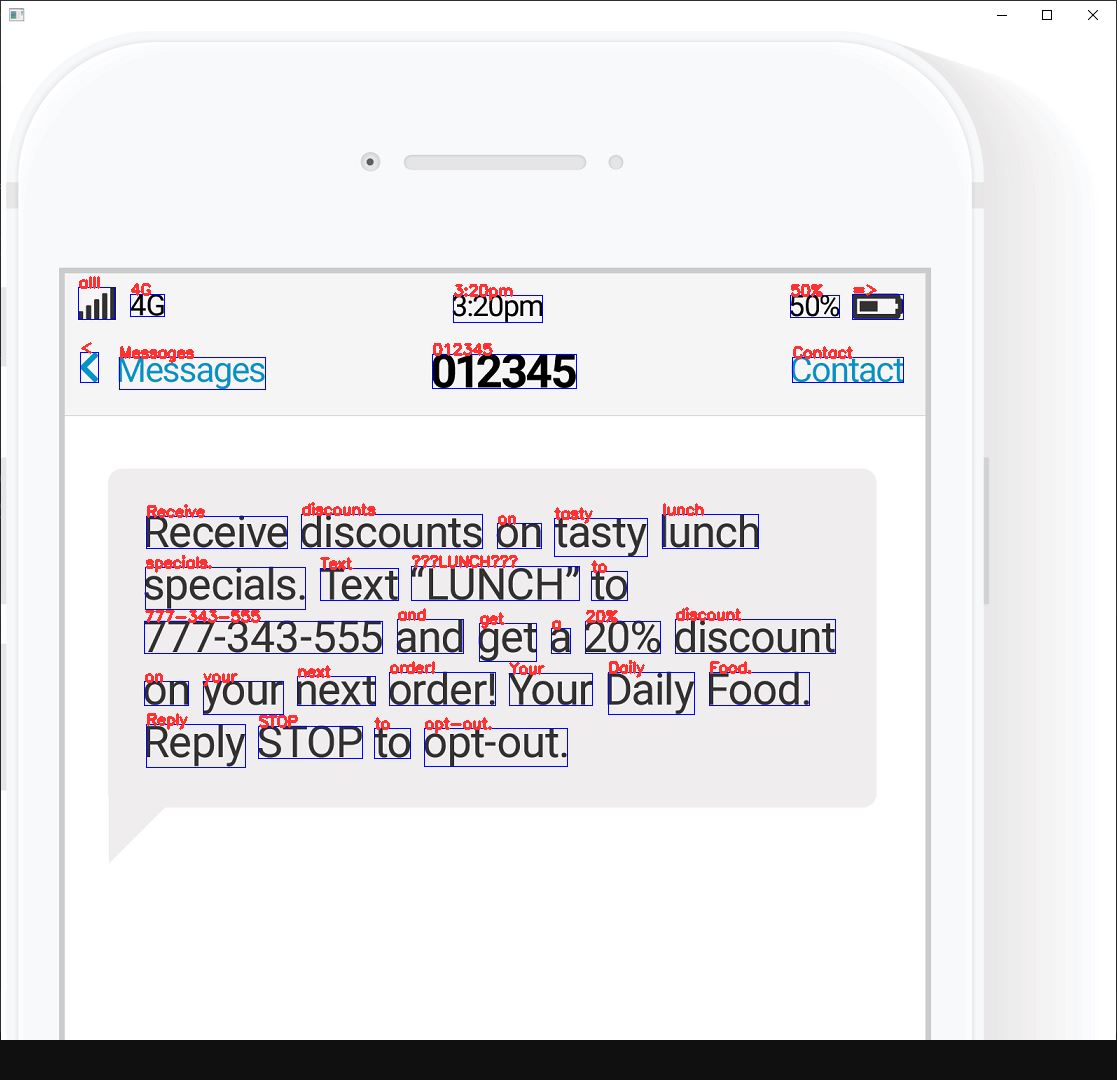 alll 4G 3:20pm 50% =>
4G 3:20pm 50%
< Messages 012345 Contact
Messages 012345 Contact
Receive discounts on tasty lunch
Receive discounts on tasty lunch
specials. Text ???LUNCH??? to
specials. Text “LUNCH” to
777-343-555 and get a 20% discount
777-343-555 and get a 20% discount
on your next order! Your Daily Food.
on your next order! Your Daily Food.
Reply STOP to opt-out.
Reply STOP to opt-out.